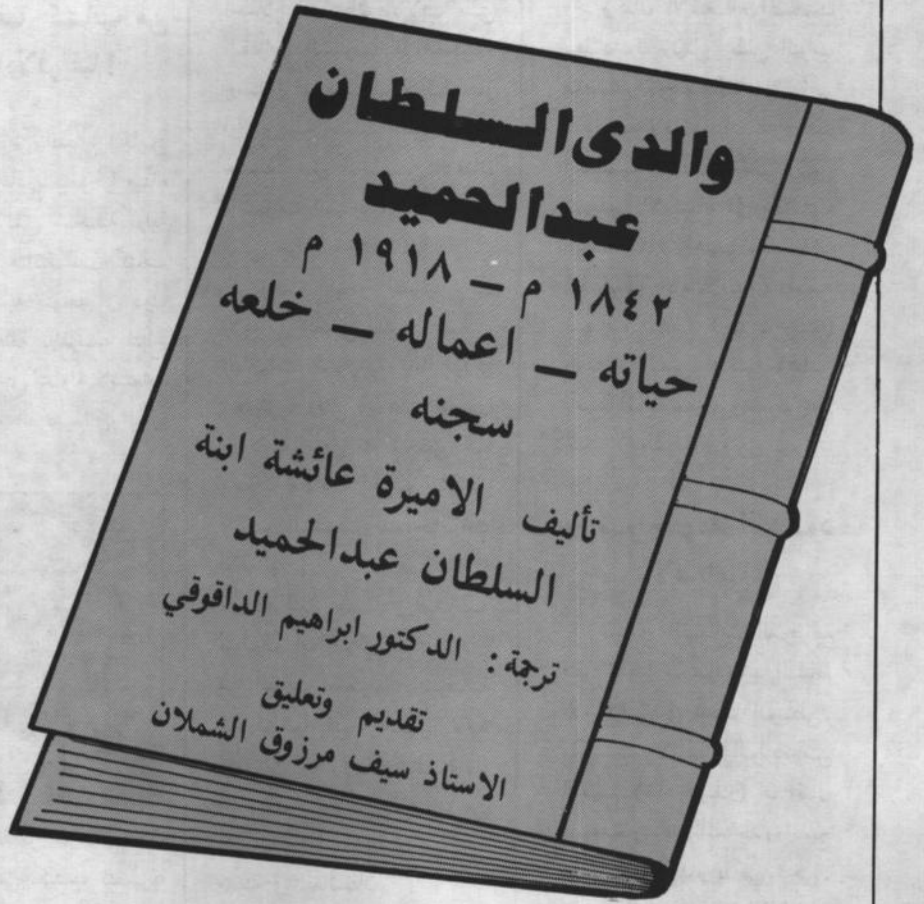 والدى السلطان
عبدالحميد
١٨٤٢ م – ١٩١٨ م
حياته – اعماله – خلعه
سجنه
تأليف الاميرة عائشة ابنة
السلطان عبدالحميد
ترجمة : الدكتور ابراهيم الداقوقي
تقديم وتعليق
الاستاذ سيف مرزوق الشملان